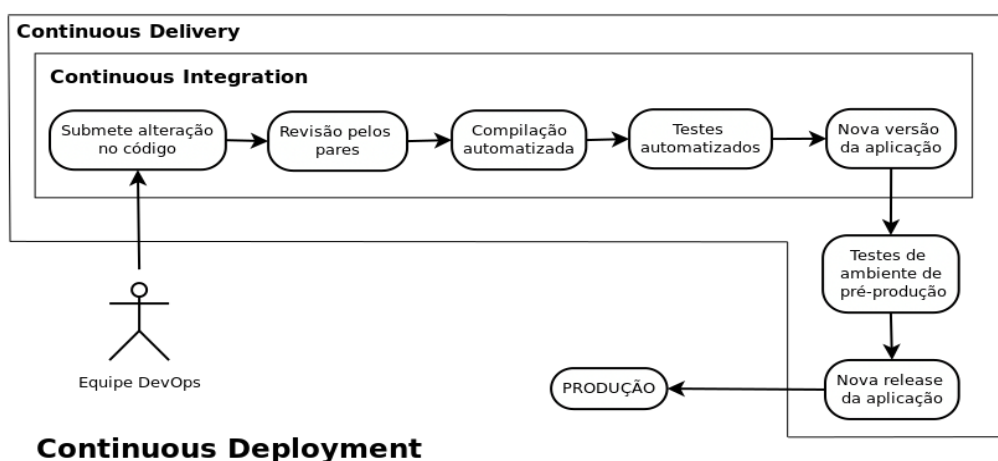 Continuous Delivery
Continuous Integration
Submete alteração
no código
Revisão pelos
pares
Compilação
automatizada
Testes
automatizados
Nova versão
da aplicação
Testes de
ambiente de
pré-produção
Equipe DevOps
PRODUÇÃO
Nova release
da aplicação
Continuous Deployment